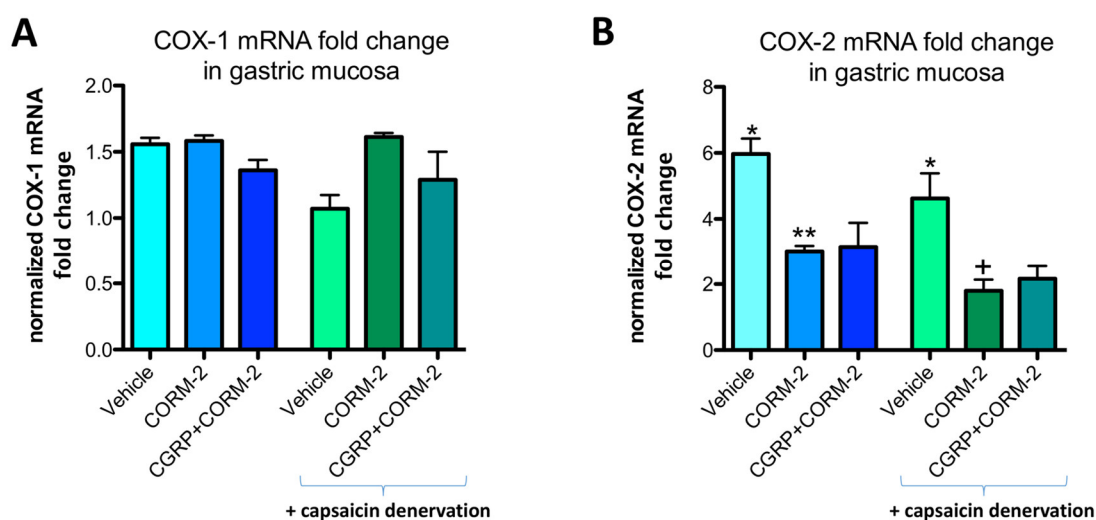 A
COX-1 mRNA fold change
in gastric mucosa
normalized COX-1 mRNA
fold change
2.0
1.5
1.0
0.5
0.0
Vehicle
CORM-2
CGRP+CORM-2
Vehicle
CORM-2
CGRP+CORM-2
+ capsaicin denervation
B
COX-2 mRNA fold change
in gastric mucosa
normalized COX-2 mRNA
fold change
8
6
4
2
0
*
**
*
+
Vehicle
CORM-2
CGRP+CORM-2
Vehicle
CORM-2
CGRP+CORM-2
+ capsaicin denervation